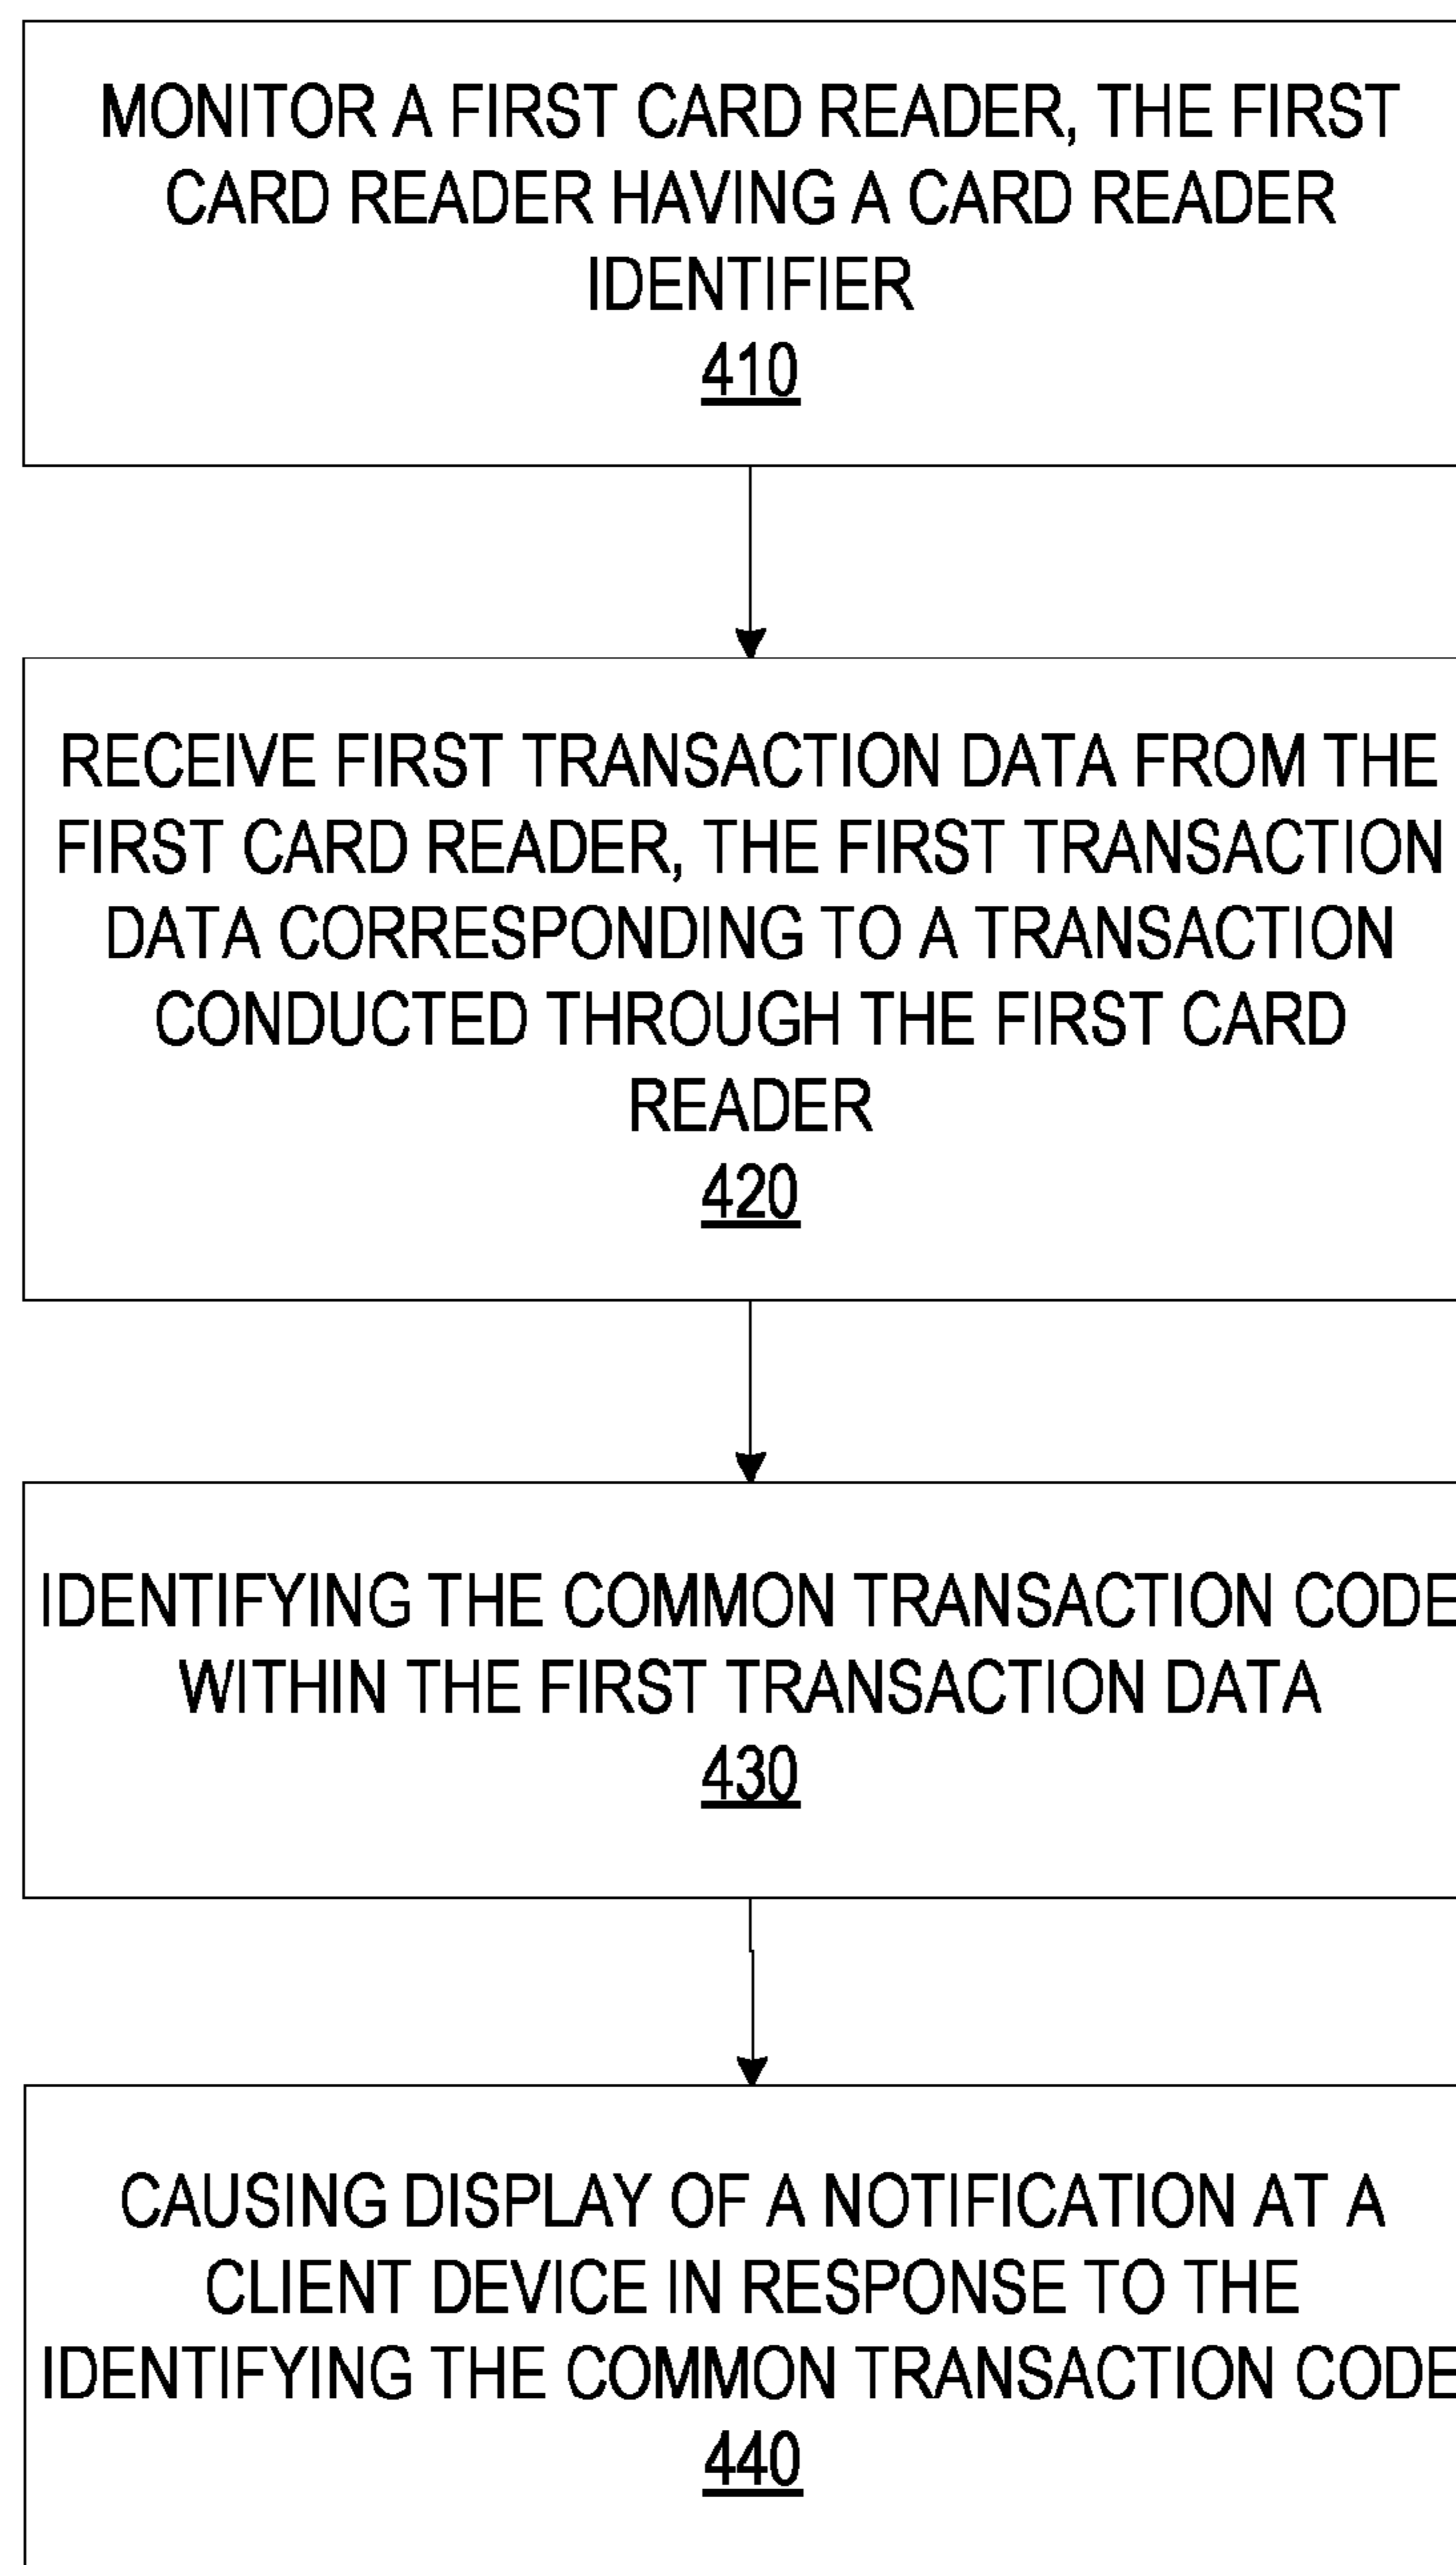 MONITOR A FIRST CARD READER, THE FIRST
CARD READER HAVING A CARD READER
IDENTIFIER
410
RECEIVE FIRST TRANSACTION DATA FROM THE
FIRST CARD READER, THE FIRST TRANSACTION
DATA CORRESPONDING TO A TRANSACTION
CONDUCTED THROUGH THE FIRST CARD
READER
420
IDENTIFYING THE COMMON TRANSACTION CODE
WITHIN THE FIRST TRANSACTION DATA
430
CAUSING DISPLAY OF A NOTIFICATION AT A
CLIENT DEVICE IN RESPONSE TO THE
IDENTIFYING THE COMMON TRANSACTION CODE
440